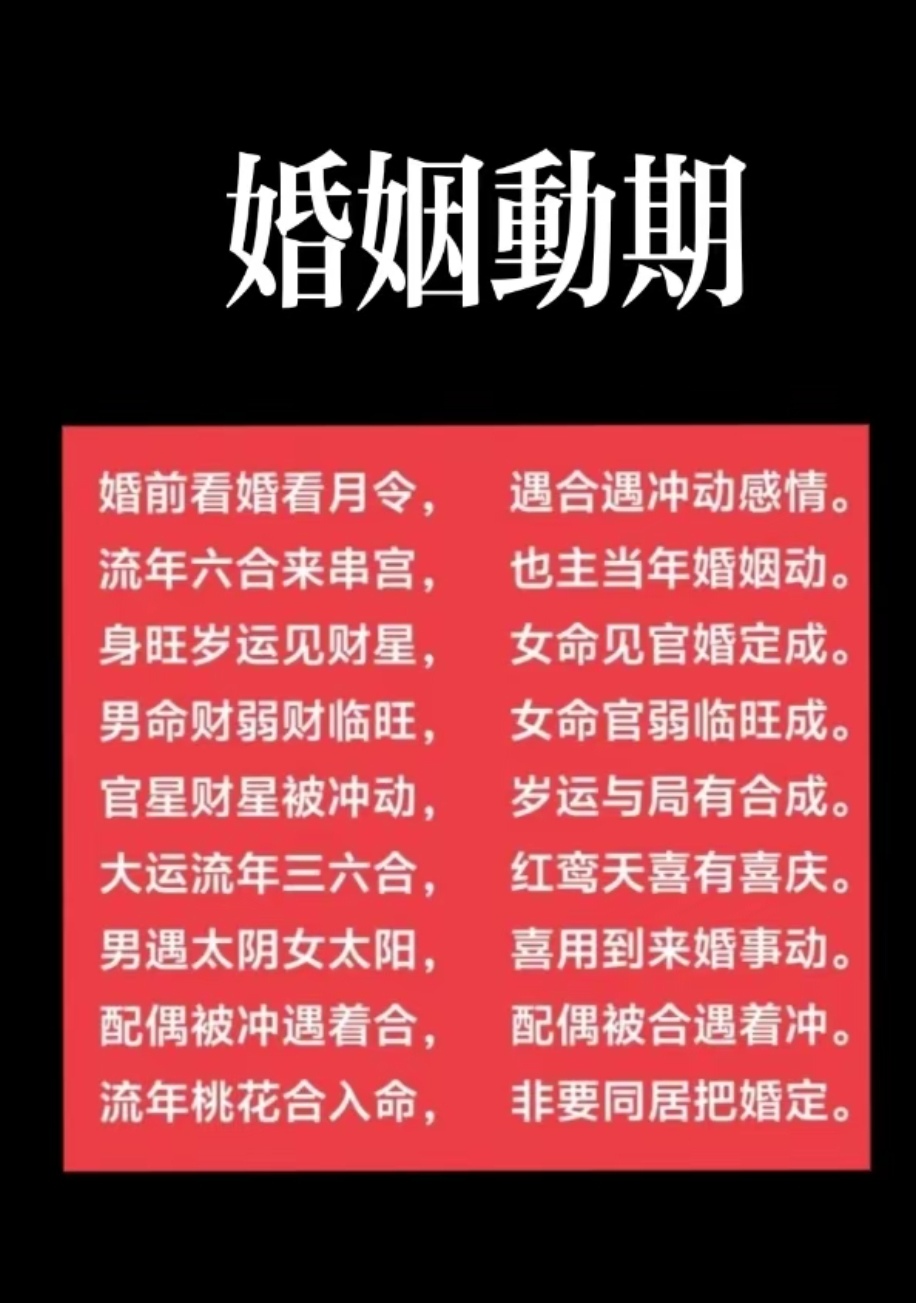 婚姻動期
婚前看婚看月令， 遇合遇冲动感情。
流年六合来串宫， 也主当年婚姻动。
身旺岁运见财星， 女命见官婚定成。
男命财弱财临旺， 女命官弱临旺成。
官星财星被冲动， 岁运与局有合成。
大运流年三六合， 红鸾天喜有喜庆。
男遇太阴女太阳， 喜用到来婚事动。
配偶被冲遇着合， 配偶被合遇着冲。
流年桃花合入命， 非要同居把婚定。